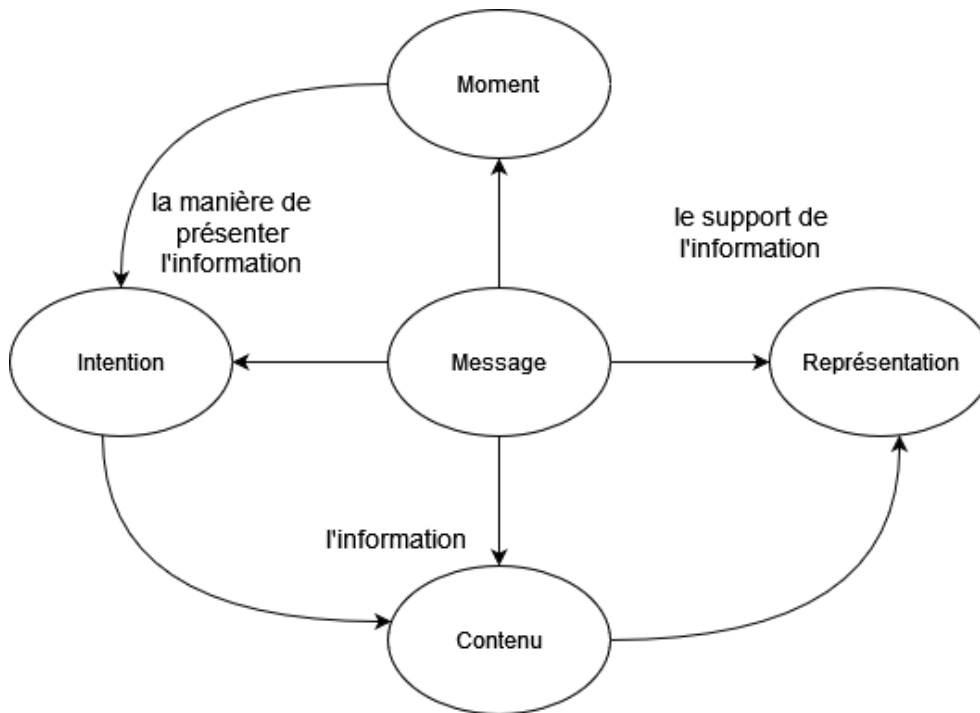 Moment
la manière de
présenter
l'information
le support de
l'information
Intention
Message
Représentation
l'information
Contenu